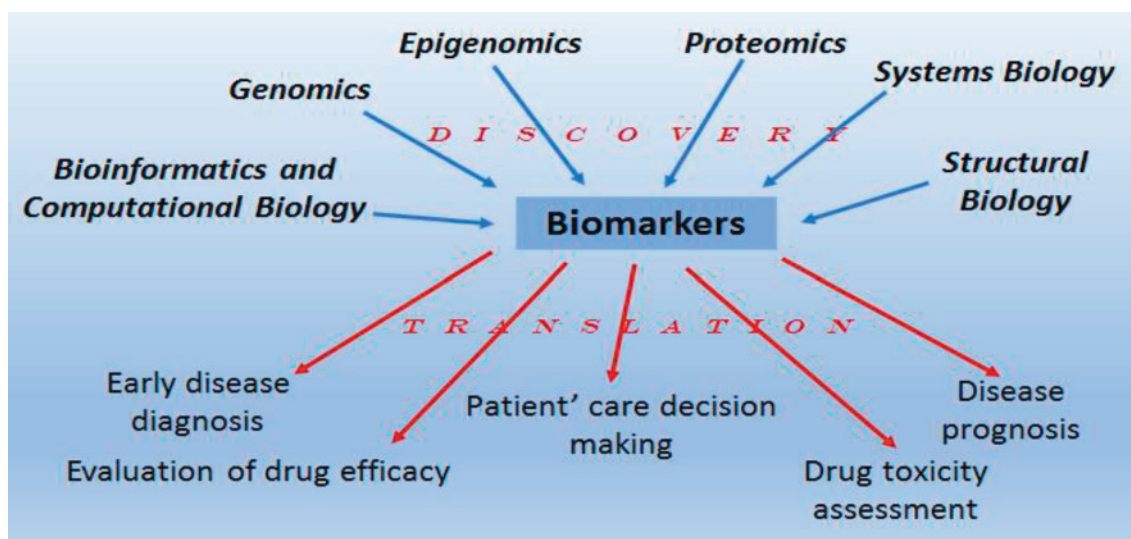 Epigenomics
Proteomics
Genomics
Systems Biology
D I S C O V E R Y
Bioinformatics and
Computational Biology
Structural
Biology
Biomarkers
T R A N S L A T I O N
Early disease
diagnosis
Patient' care decision
making
Disease
prognosis
Evaluation of drug efficacy
Drug toxicity
assessment